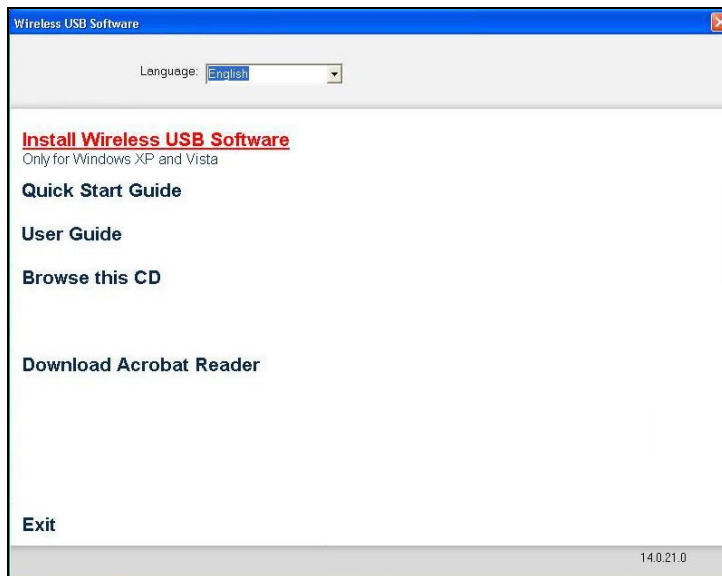 Wireless USB Software
Language: English
Install Wireless USB Software
Only for Windows XP and Vista
Quick Start Guide
User Guide
Browse this CD
Download Acrobat Reader
Exit
14.0.21.0